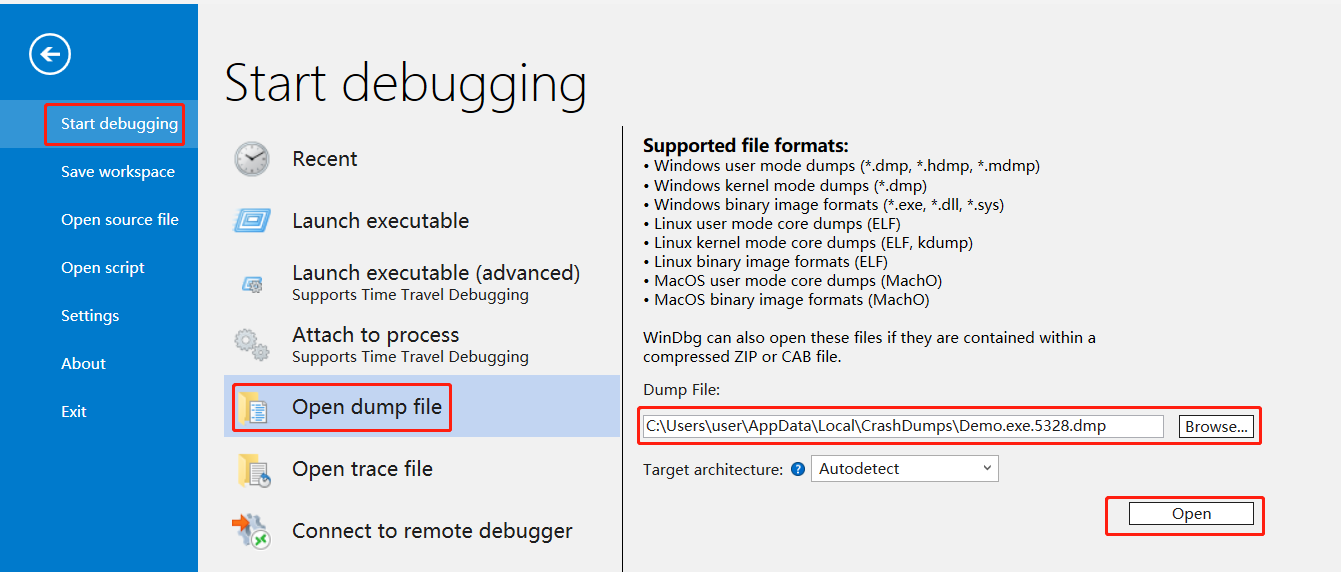 Start debugging
Save workspace
Open source file
Open script
Settings
About
Exit
Start debugging
Recent
Launch executable
Launch executable (advanced)
Supports Time Travel Debugging
Attach to process
Supports Time Travel Debugging
Open dump file
Open trace file
Connect to remote debugger
Supported file formats:
• Windows user mode dumps (*.dmp, *.hdmp, *.mdmp)
• Windows kernel mode dumps (*.dmp)
• Windows binary image formats (*.exe, *.dll, *.sys)
• Linux user mode core dumps (ELF)
• Linux kernel mode core dumps (ELF, kdump)
• Linux binary image formats (ELF)
• MacOS user mode core dumps (MachO)
• MacOS binary image formats (MachO)
WinDbg can also open these files if they are contained within a
compressed ZIP or CAB file.
Dump File:
C:\Users\user\AppData\Local\CrashDumps\Demo.exe.5328.dmp Browse...
Target architecture: ? Autodetect
Open